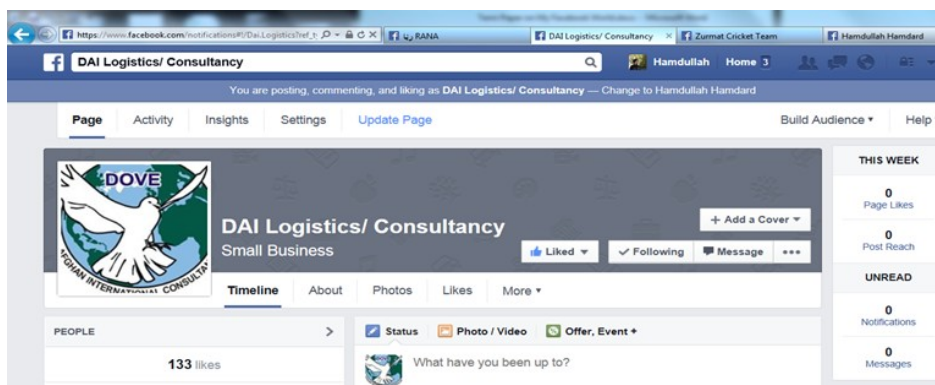 https://www.facebook.com/notifications#!/Dai.Logistics?ref_t
ریا RANA
DAI Logistics/ Consultancy
Zurmat Cricket Team
Hamdullah Hamdard
DAI Logistics/ Consultancy
Hamdullah
Home 3
You are posting, commenting, and liking as DAI Logistics/ Consultancy — Change to Hamdullah Hamdard
Page
Activity
Insights
Settings
Update Page
Build Audience
Help
DOVE
AFGHAN INTERNATIONAL CONSULTA
DAI Logistics/ Consultancy
Small Business
+ Add a Cover
Liked
Following
Message
Timeline
About
Photos
Likes
More
THIS WEEK
0
Page Likes
0
Post Reach
UNREAD
0
Notifications
0
Messages
PEOPLE
133 likes
Status
Photo / Video
Offer, Event +
What have you been up to?